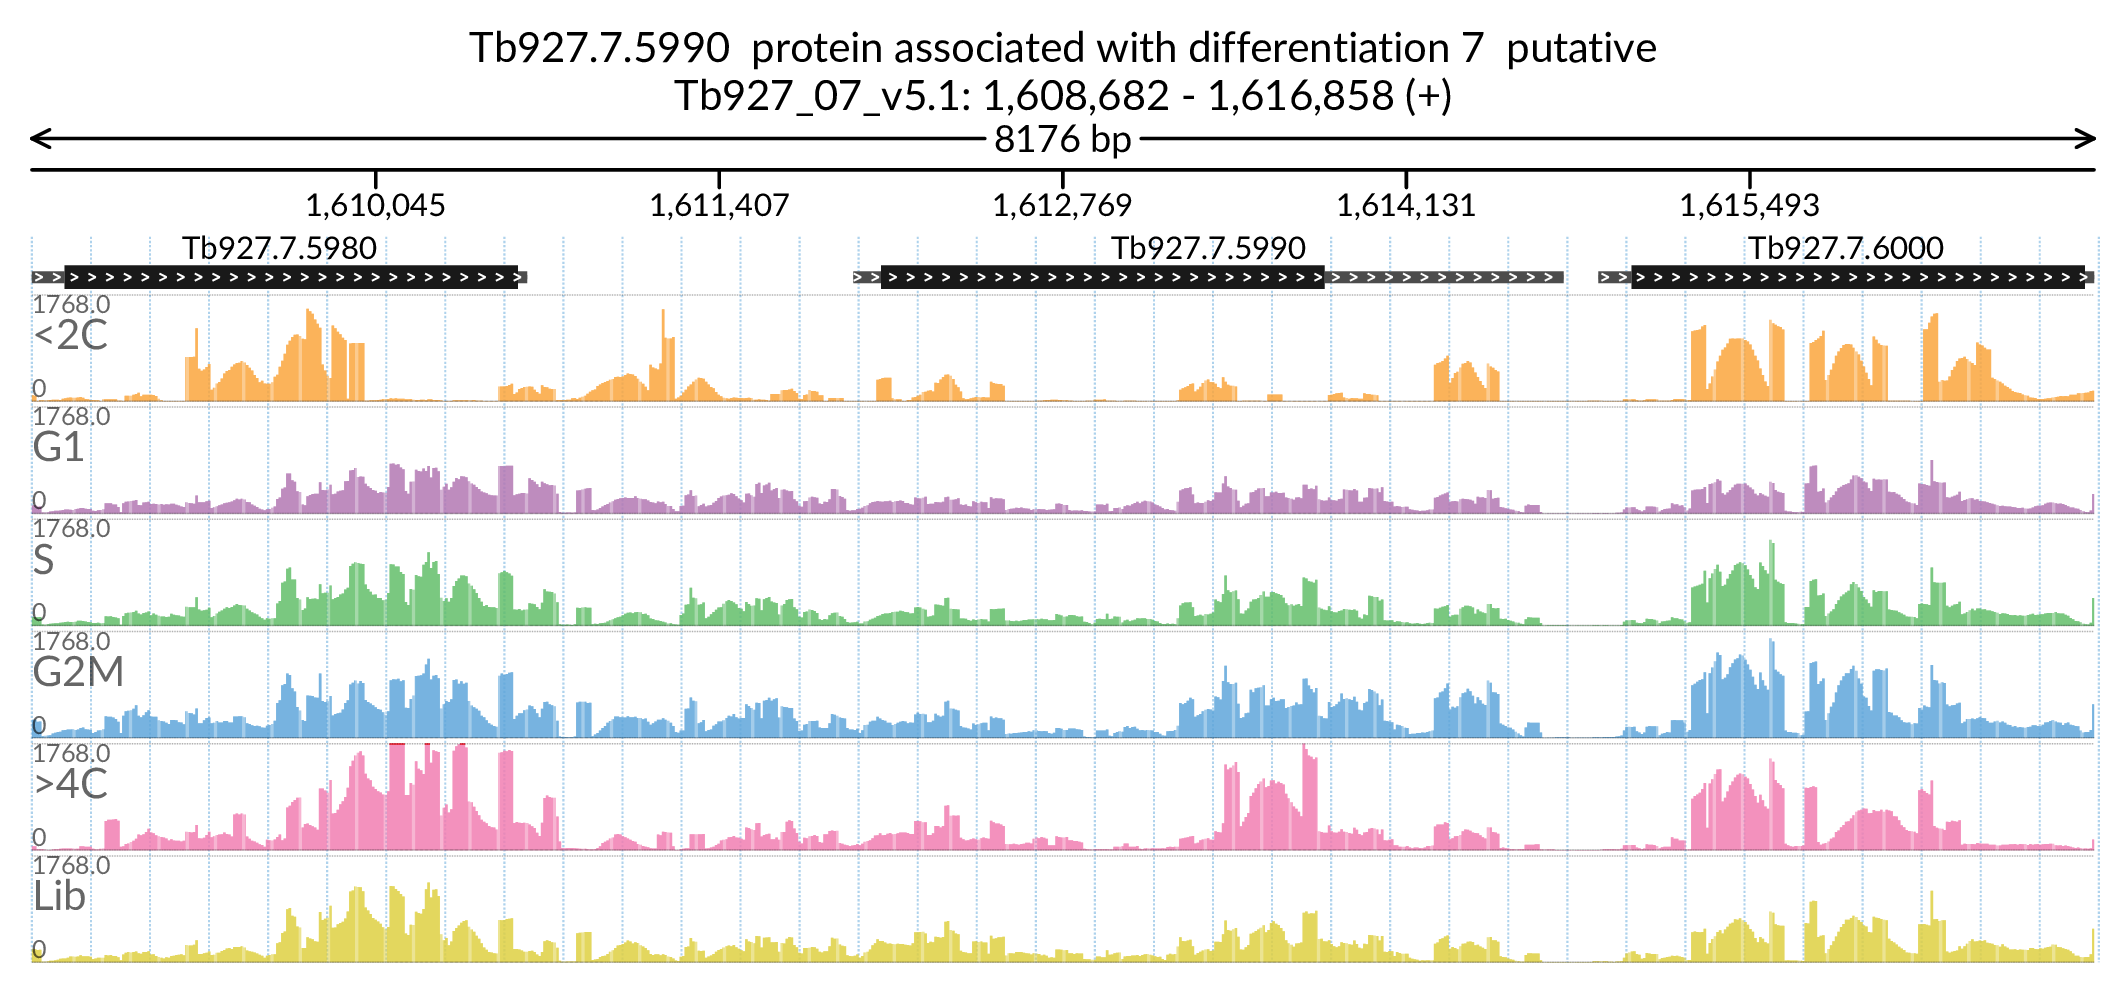 Tb927.7.5990  protein associated with differentiation 7  putative
Tb927_07_v5.1: 1,608,682 - 1,616,858 (+)
8176 bp
1,610,045 1,611,407 1,612,769 1,614,131 1,615,493
Tb927.7.5980 Tb927.7.5990 Tb927.7.6000
1768.0
<2C
0
1768.0
G1
0
1768.0
S
0
1768.0
G2M
0
1768.0
>4C
0
1768.0
Lib
0